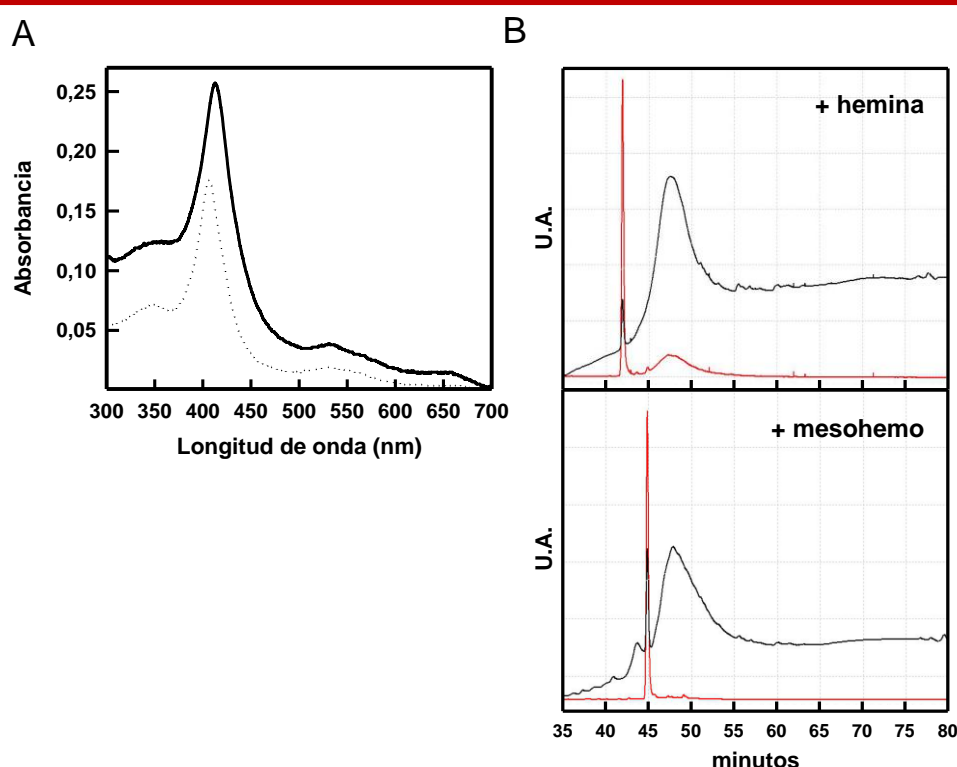 A
0,25
0,20
0,15
0,10
0,05
Absorbancia
300 350 400 450 500 550 600 650 700
Longitud de onda (nm)
B
+ hemina
U.A.
+ mesohemo
U.A.
35 40 45 50 55 60 65 70 75 80
minutos